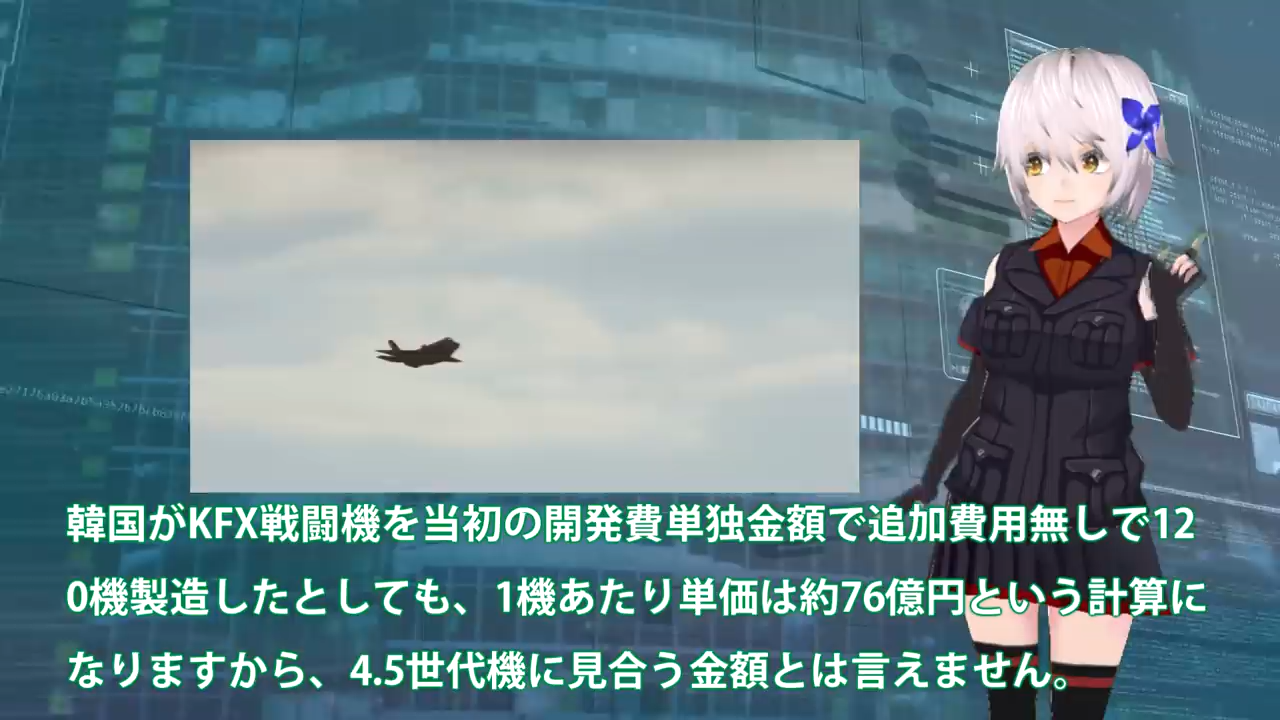 韓国がKFX戦闘機を当初の開発費単独金額で追加費用無しで12
0機製造したとしても、1機あたり単価は約76億円という計算に
なりますから、4.5世代機に見合う金額とは言えません。